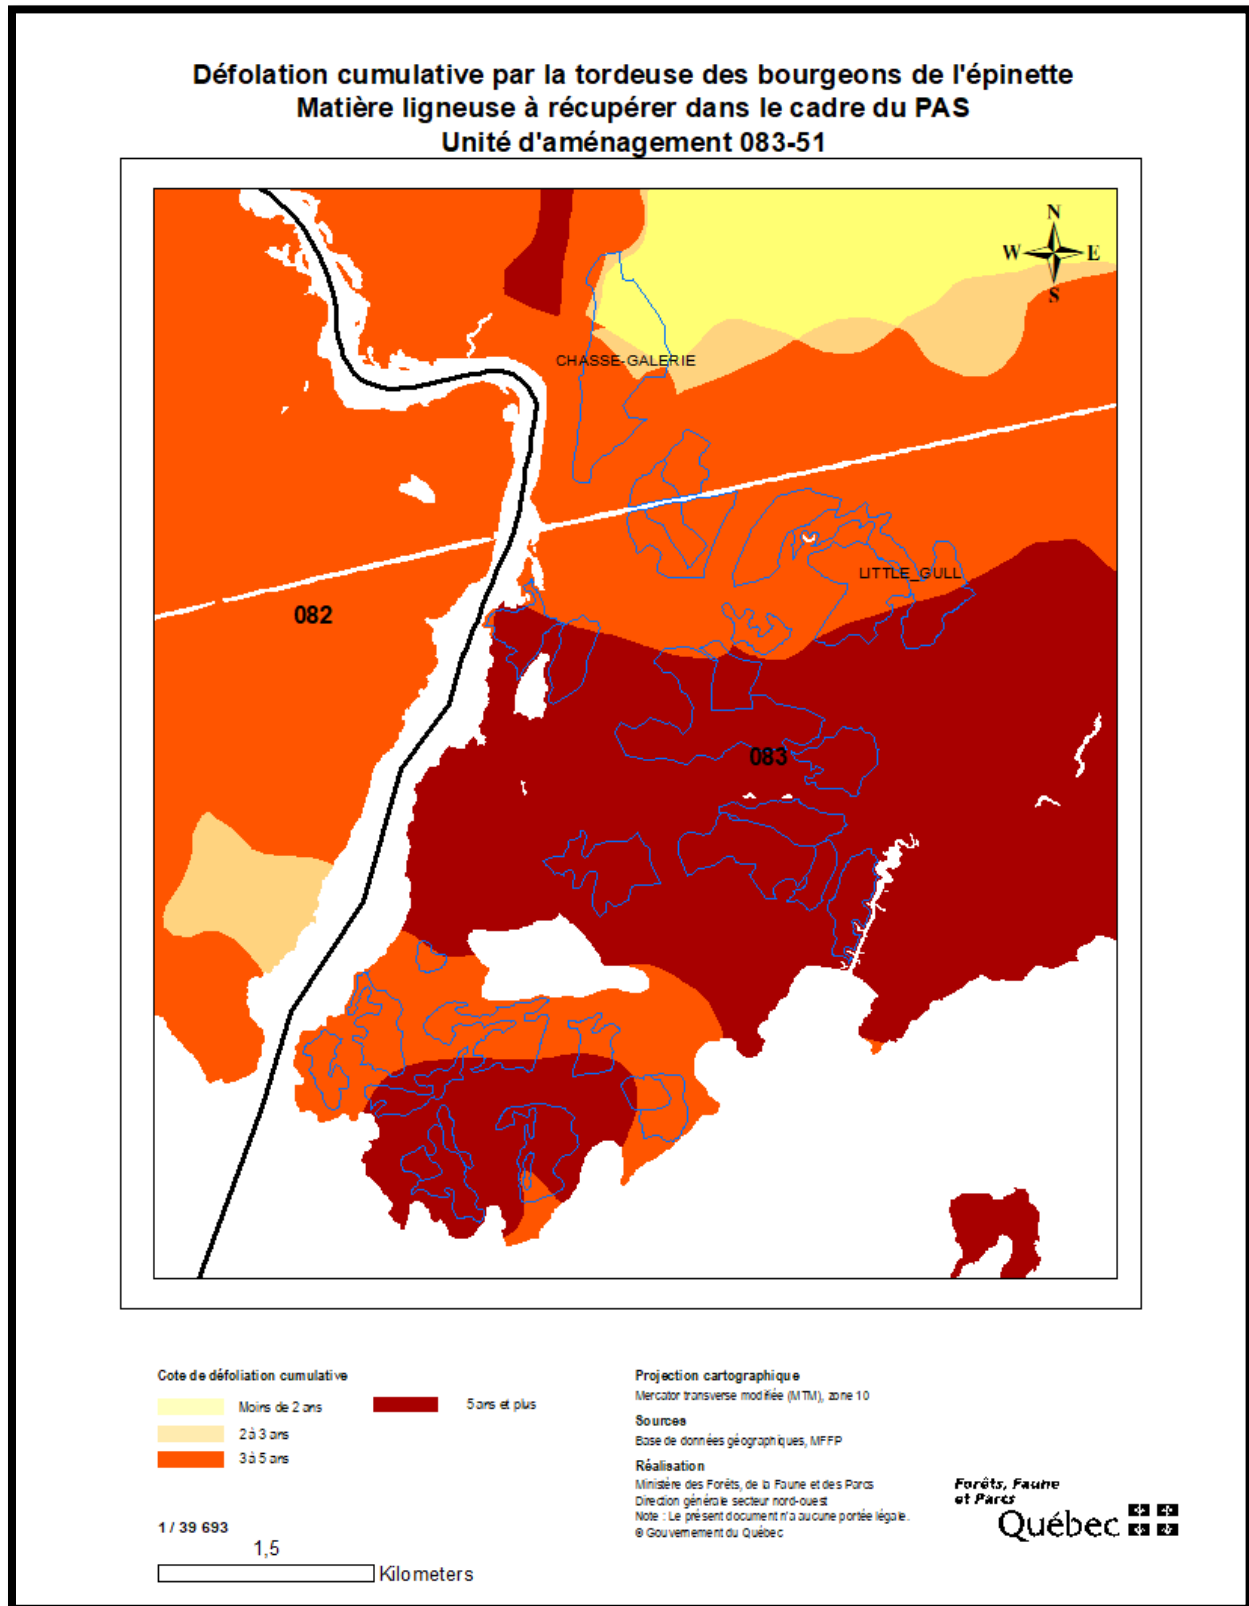 Défolation cumulative par la tordeuse des bourgeons de l'épinette
Matière ligneuse à récupérer dans le cadre du PAS
Unité d'aménagement 083-51
N
W E
S
CHASSE-GALERIE
LITTLE_GULL
082
083
Cote de défoliation cumulative
Moins de 2 ans
5 ans et plus
2 à 3 ans
3 à 5 ans
1 / 39 693
1,5
Kilometers
Projection cartographique
Mercator transverse modifiée (MTM), zone 10
Sources
Base de données géographiques, MFFP
Réalisation
Ministère des Forêts, de la Faune et des Parcs
Direction générale secteur nord-ouest
Note : Le présent document n'a aucune portée légale.
© Gouvernement du Québec
Forêts, Faune
et Parcs
Québec